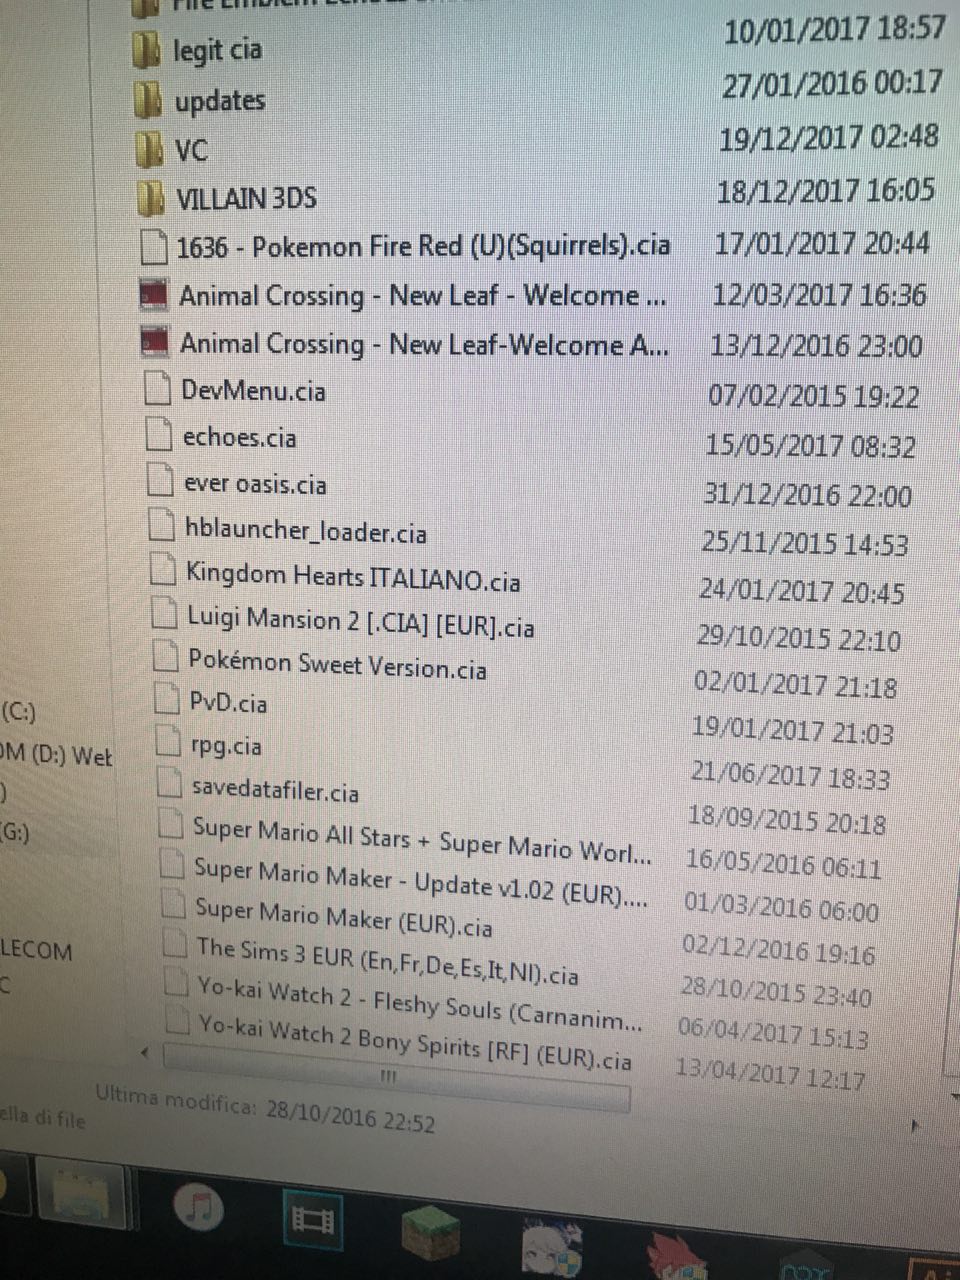 legit cia 10/01/2017 18:57
updates 27/01/2016 00:17
VC 19/12/2017 02:48
VILLAIN 3DS 18/12/2017 16:05
1636 - Pokemon Fire Red (U)(Squirrels).cia 17/01/2017 20:44
Animal Crossing - New Leaf - Welcome ... 12/03/2017 16:36
Animal Crossing - New Leaf-Welcome A... 13/12/2016 23:00
DevMenu.cia 07/02/2015 19:22
echoes.cia 15/05/2017 08:32
ever oasis.cia 31/12/2016 22:00
hblauncher_loader.cia 25/11/2015 14:53
Kingdom Hearts ITALIANO.cia 24/01/2017 20:45
Luigi Mansion 2 [.CIA] [EUR].cia 29/10/2015 22:10
Pokémon Sweet Version.cia 02/01/2017 21:18
(C:) PvD.cia 19/01/2017 21:03
OM (D:) Wet rpg.cia 21/06/2017 18:33
) savedatafiler.cia 18/09/2015 20:18
(G:) Super Mario All Stars + Super Mario Worl... 16/05/2016 06:11
Super Mario Maker - Update v1.02 (EUR).... 01/03/2016 06:00
Super Mario Maker (EUR).cia 02/12/2016 19:16
LECOM The Sims 3 EUR (En,Fr,De,Es,It,Nl).cia 28/10/2015 23:40
C Yo-kai Watch 2 - Fleshy Souls (Carnanim... 06/04/2017 15:13
Yo-kai Watch 2 Bony Spirits [RF] (EUR).cia 13/04/2017 12:17
Ultima modifica: 28/10/2016 22:52
ella di file